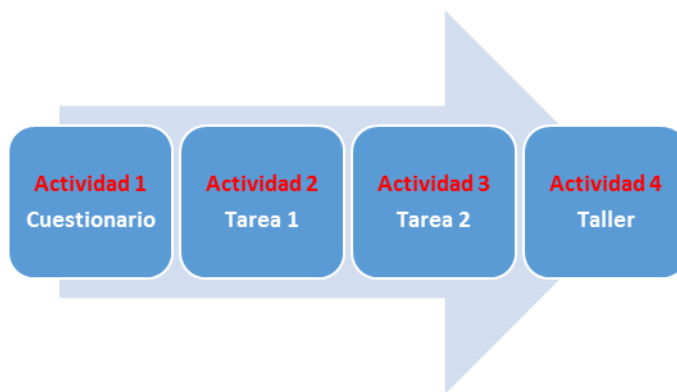 Actividad 1
Cuestionario
Actividad 2
Tarea 1
Actividad 3
Tarea 2
Actividad 4
Taller